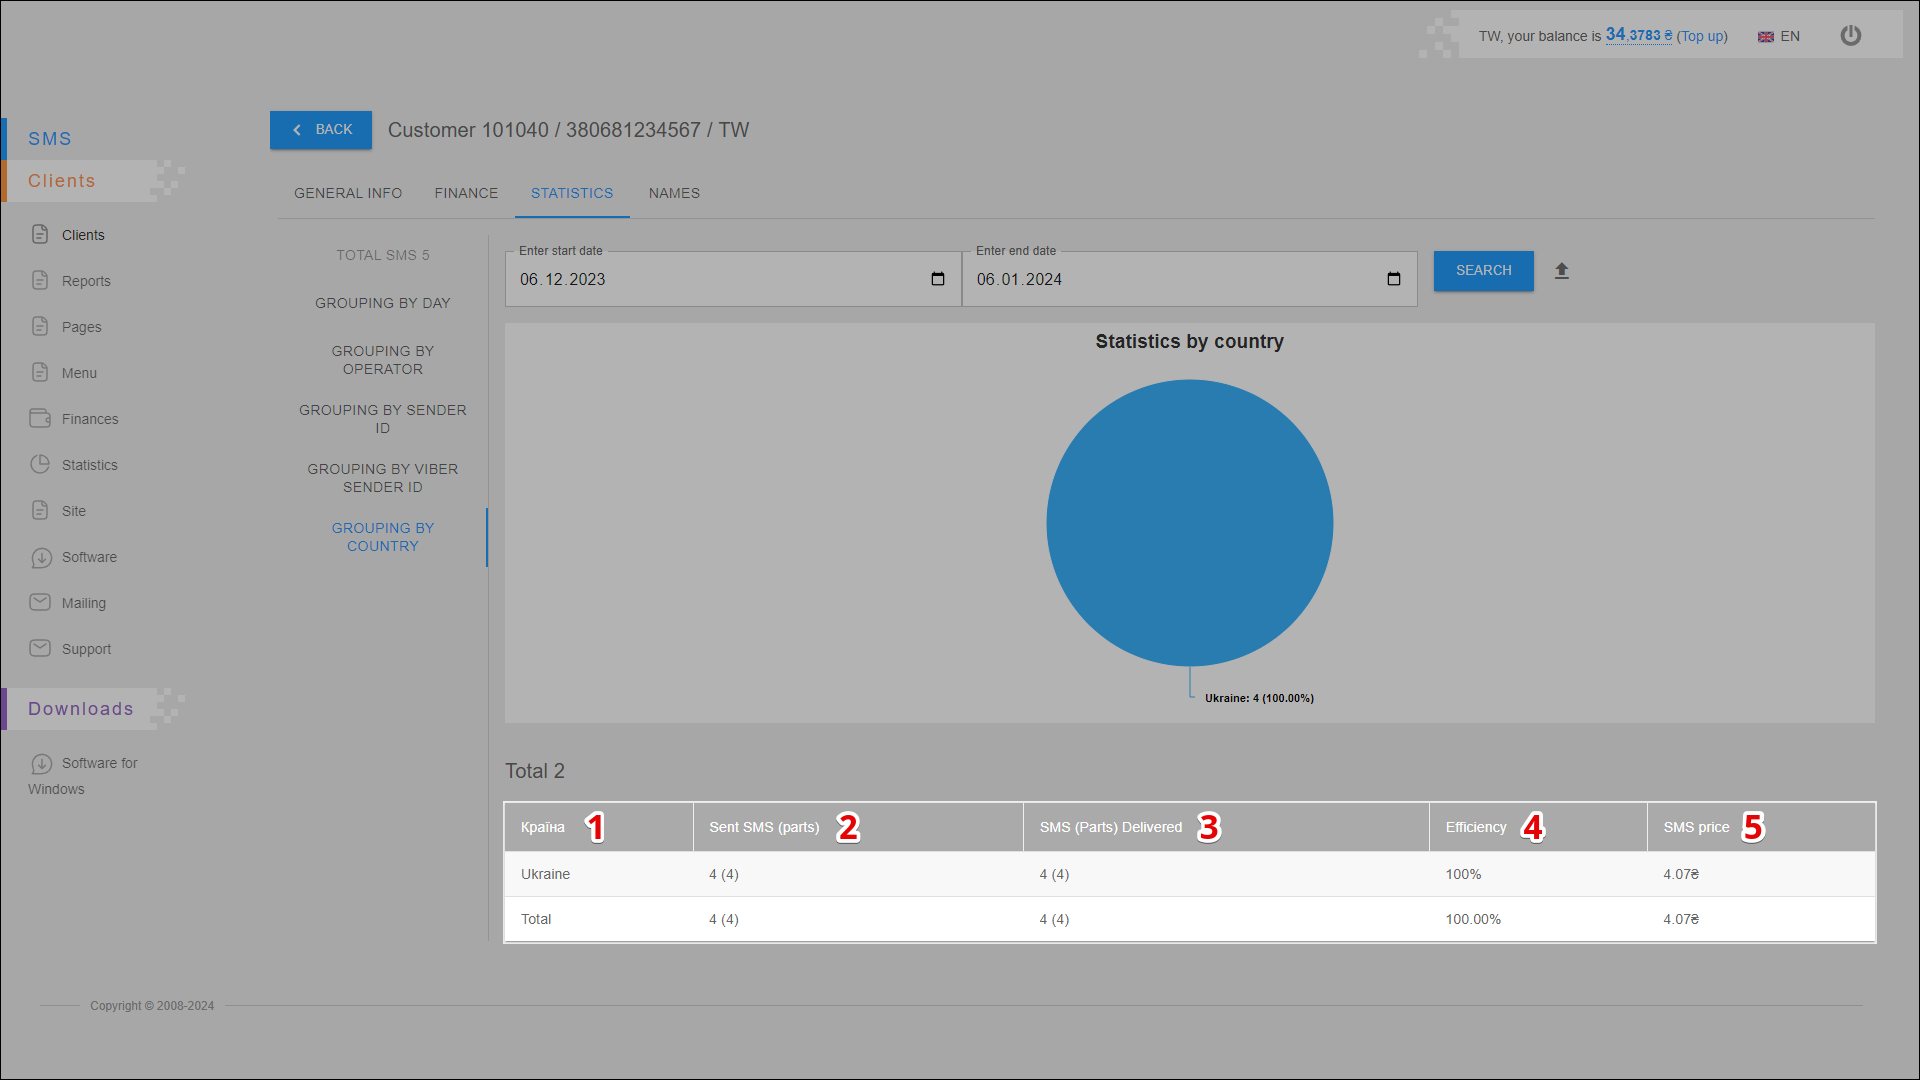 TW, your balance is 34.3783 ₴ (Top up) EN
BACK Customer 101040 / 380681234567 / TW
SMS
Clients
Clients
Reports
Pages
Menu
Finances
Statistics
Site
Software
Mailing
Support
Downloads
Software for
Windows
GENERAL INFO FINANCE STATISTICS NAMES
TOTAL SMS 5
GROUPING BY DAY
GROUPING BY
OPERATOR
GROUPING BY SENDER
ID
GROUPING BY VIBER
SENDER ID
GROUPING BY
COUNTRY
Enter start date Enter end date
06.12.2023 06.01.2024 SEARCH
Statistics by country
Ukraine: 4 (100.00%)
Total 2
Країна 1 Sent SMS (parts) 2 SMS (Parts) Delivered 3 Efficiency 4 SMS price 5
Ukraine 4 (4) 4 (4) 100% 4.07₴
Total 4 (4) 4 (4) 100.00% 4.07₴
Copyright © 2008-2024